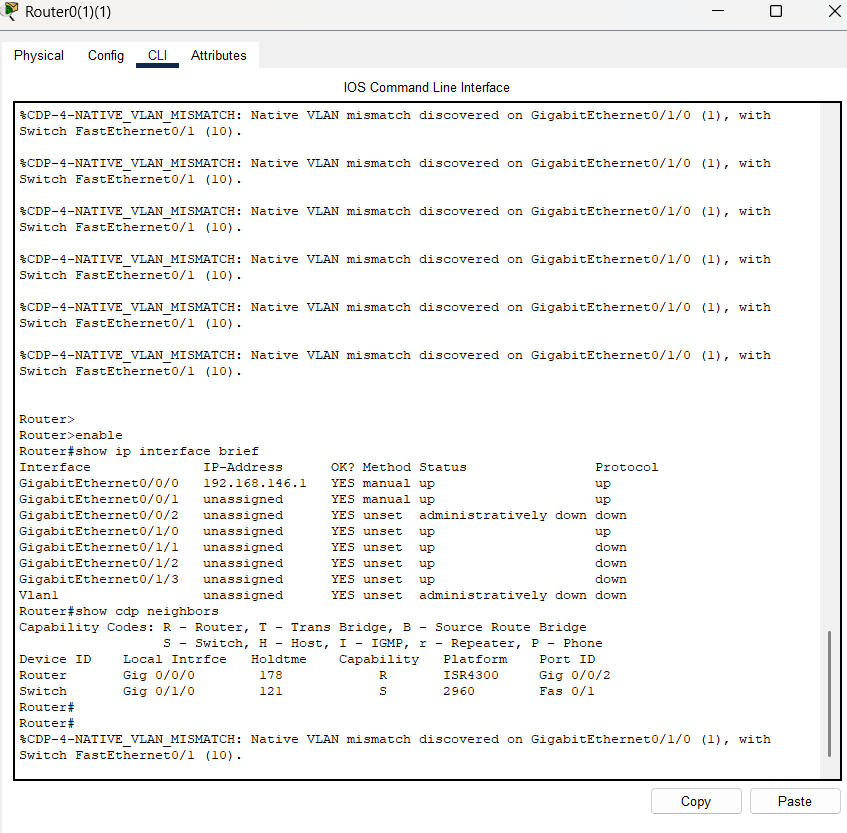 Router0(1)(1)
Physical Config CLI Attributes
IOS Command Line Interface
%CDP-4-NATIVE_VLAN_MISMATCH: Native VLAN mismatch discovered on GigabitEthernet0/1/0 (1), with
Switch FastEthernet0/1 (10).
%CDP-4-NATIVE_VLAN_MISMATCH: Native VLAN mismatch discovered on GigabitEthernet0/1/0 (1), with
Switch FastEthernet0/1 (10).
%CDP-4-NATIVE_VLAN_MISMATCH: Native VLAN mismatch discovered on GigabitEthernet0/1/0 (1), with
Switch FastEthernet0/1 (10).
%CDP-4-NATIVE_VLAN_MISMATCH: Native VLAN mismatch discovered on GigabitEthernet0/1/0 (1), with
Switch FastEthernet0/1 (10).
%CDP-4-NATIVE_VLAN_MISMATCH: Native VLAN mismatch discovered on GigabitEthernet0/1/0 (1), with
Switch FastEthernet0/1 (10).
%CDP-4-NATIVE_VLAN_MISMATCH: Native VLAN mismatch discovered on GigabitEthernet0/1/0 (1), with
Switch FastEthernet0/1 (10).
Router>
Router>enable
Router#show ip interface brief
Interface              IP-Address      OK? Method Status                Protocol
GigabitEthernet0/0/0   192.168.146.1   YES manual up                    up
GigabitEthernet0/0/1   unassigned      YES manual up                    up
GigabitEthernet0/0/2   unassigned      YES unset  administratively down down
GigabitEthernet0/1/0   unassigned      YES unset  up                    up
GigabitEthernet0/1/1   unassigned      YES unset  up                    down
GigabitEthernet0/1/2   unassigned      YES unset  up                    down
GigabitEthernet0/1/3   unassigned      YES unset  up                    down
Vlan1                  unassigned      YES unset  administratively down down
Router#show cdp neighbors
Capability Codes: R - Router, T - Trans Bridge, B - Source Route Bridge
                  S - Switch, H - Host, I - IGMP, r - Repeater, P - Phone
Device ID    Local Intrfce   Holdtme    Capability   Platform    Port ID
Router       Gig 0/0/0        178            R       ISR4300     Gig 0/0/2
Switch       Gig 0/1/0        121            S       2960        Fas 0/1
Router#
Router#
%CDP-4-NATIVE_VLAN_MISMATCH: Native VLAN mismatch discovered on GigabitEthernet0/1/0 (1), with
Switch FastEthernet0/1 (10).
Copy Paste